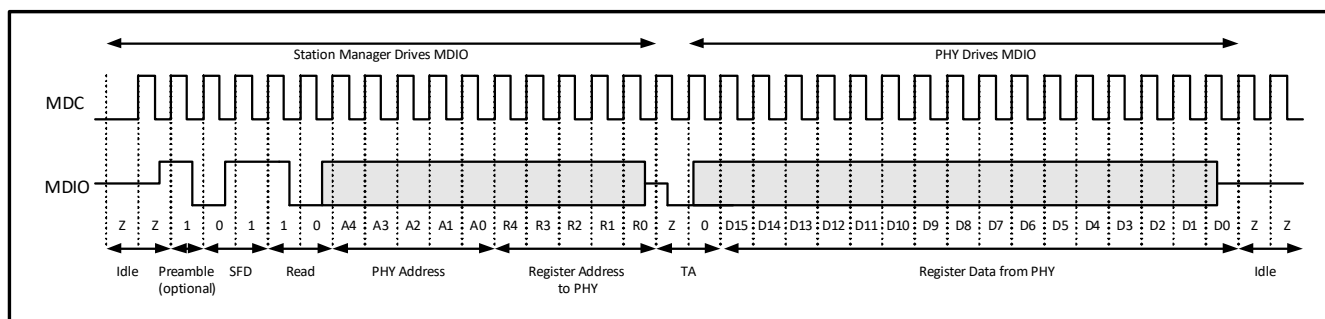 Station Manager Drives MDIO PHY Drives MDIO
MDC
MDIO
Z Z 1 0 1 1 0 A4 A3 A2 A1 A0 R4 R3 R2 R1 R0 Z 0 D15 D14 D13 D12 D11 D10 D9 D8 D7 D6 D5 D4 D3 D2 D1 D0 Z Z
Idle Preamble SFD Read PHY Address Register Address TA Register Data from PHY Idle
(optional) to PHY